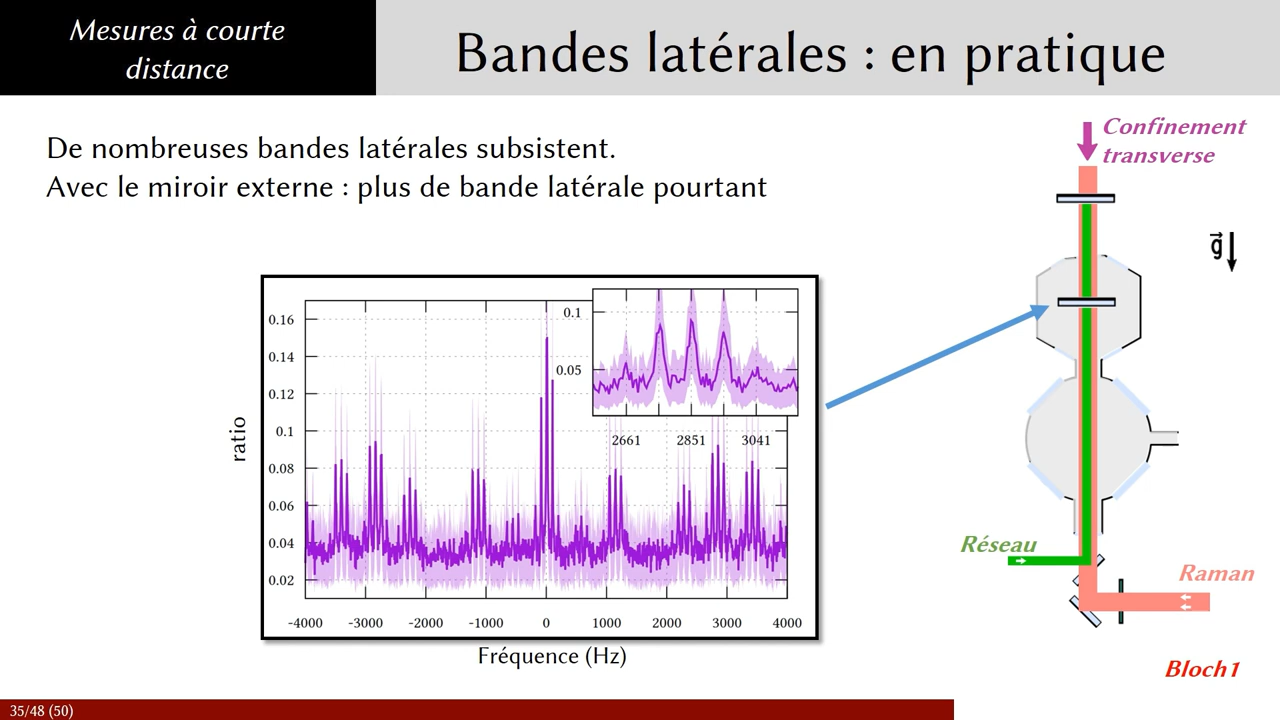 Mesures à courte
distance
Bandes latérales : en pratique
De nombreuses bandes latérales subsistent.
Avec le miroir externe : plus de bande latérale pourtant
Confinement
transverse
g
ratio
0.16
0.14
0.12
0.1
0.08
0.06
0.04
0.02
-4000 -3000 -2000 -1000 0 1000 2000 3000 4000
0.1
0.05
2661 2851 3041
Fréquence (Hz)
Réseau
Raman
Bloch1
35/48 (50)